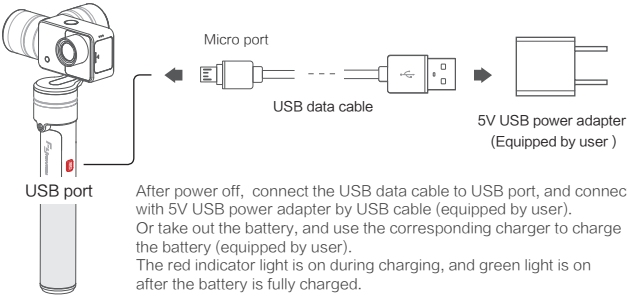 Micro port
USB data cable
5V USB power adapter
(Equipped by user )
USB port
After power off,  connect the USB data cable to USB port, and connec
with 5V USB power adapter by USB cable (equipped by user).
Or take out the battery, and use the corresponding charger to charge
the battery (equipped by user).
The red indicator light is on during charging, and green light is on
after the battery is fully charged.